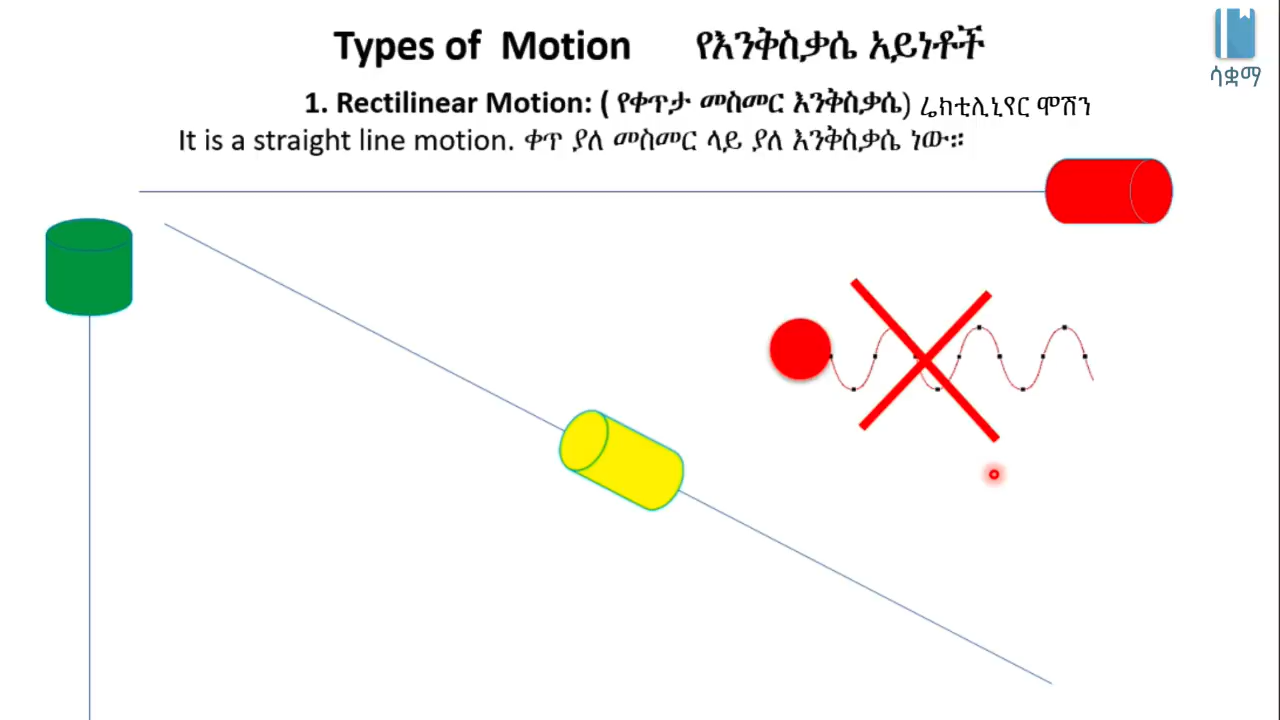 Types of Motion የእንቅስቃሴ አይነቶች
ሳቋማ
1. Rectilinear Motion: ( የቀጥታ መስመር እንቅስቃሴ) ሬክቲሊኒየር ሞሽን
It is a straight line motion. ቀጥ ያለ መስመር ላይ ያለ እንቅስቃሴ ነው።